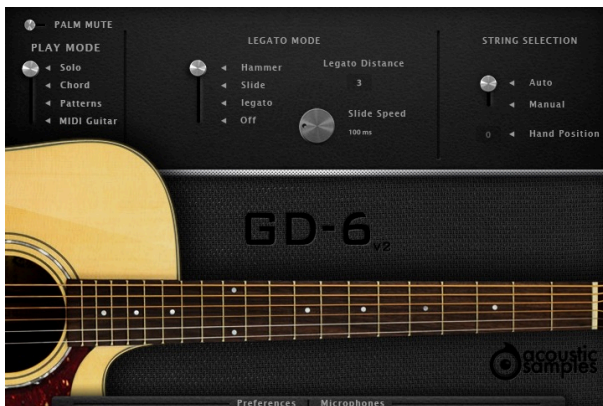 PALM MUTE
PLAY MODE
Solo
Chord
Patterns
MIDI Guitar
LEGATO MODE
Hammer
Slide
legato
Off
Legato Distance
3
Slide Speed
100 ms
STRING SELECTION
Auto
Manual
0
Hand Position
GD-6
v2
acoustic
samples
Preferences
Microphones